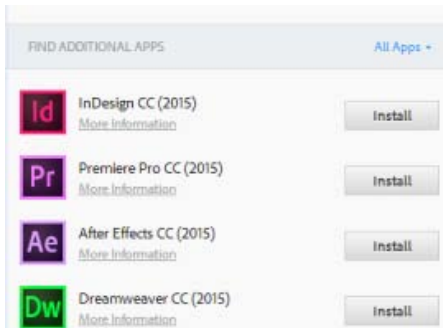 FIND ADDITIONAL APPS All Apps
Id InDesign CC (2015) Install
More Information
Pr Premiere Pro CC (2015) Install
More Information
Ae After Effects CC (2015) Install
More Information
Dw Dreamweaver CC (2015) Install
More Information